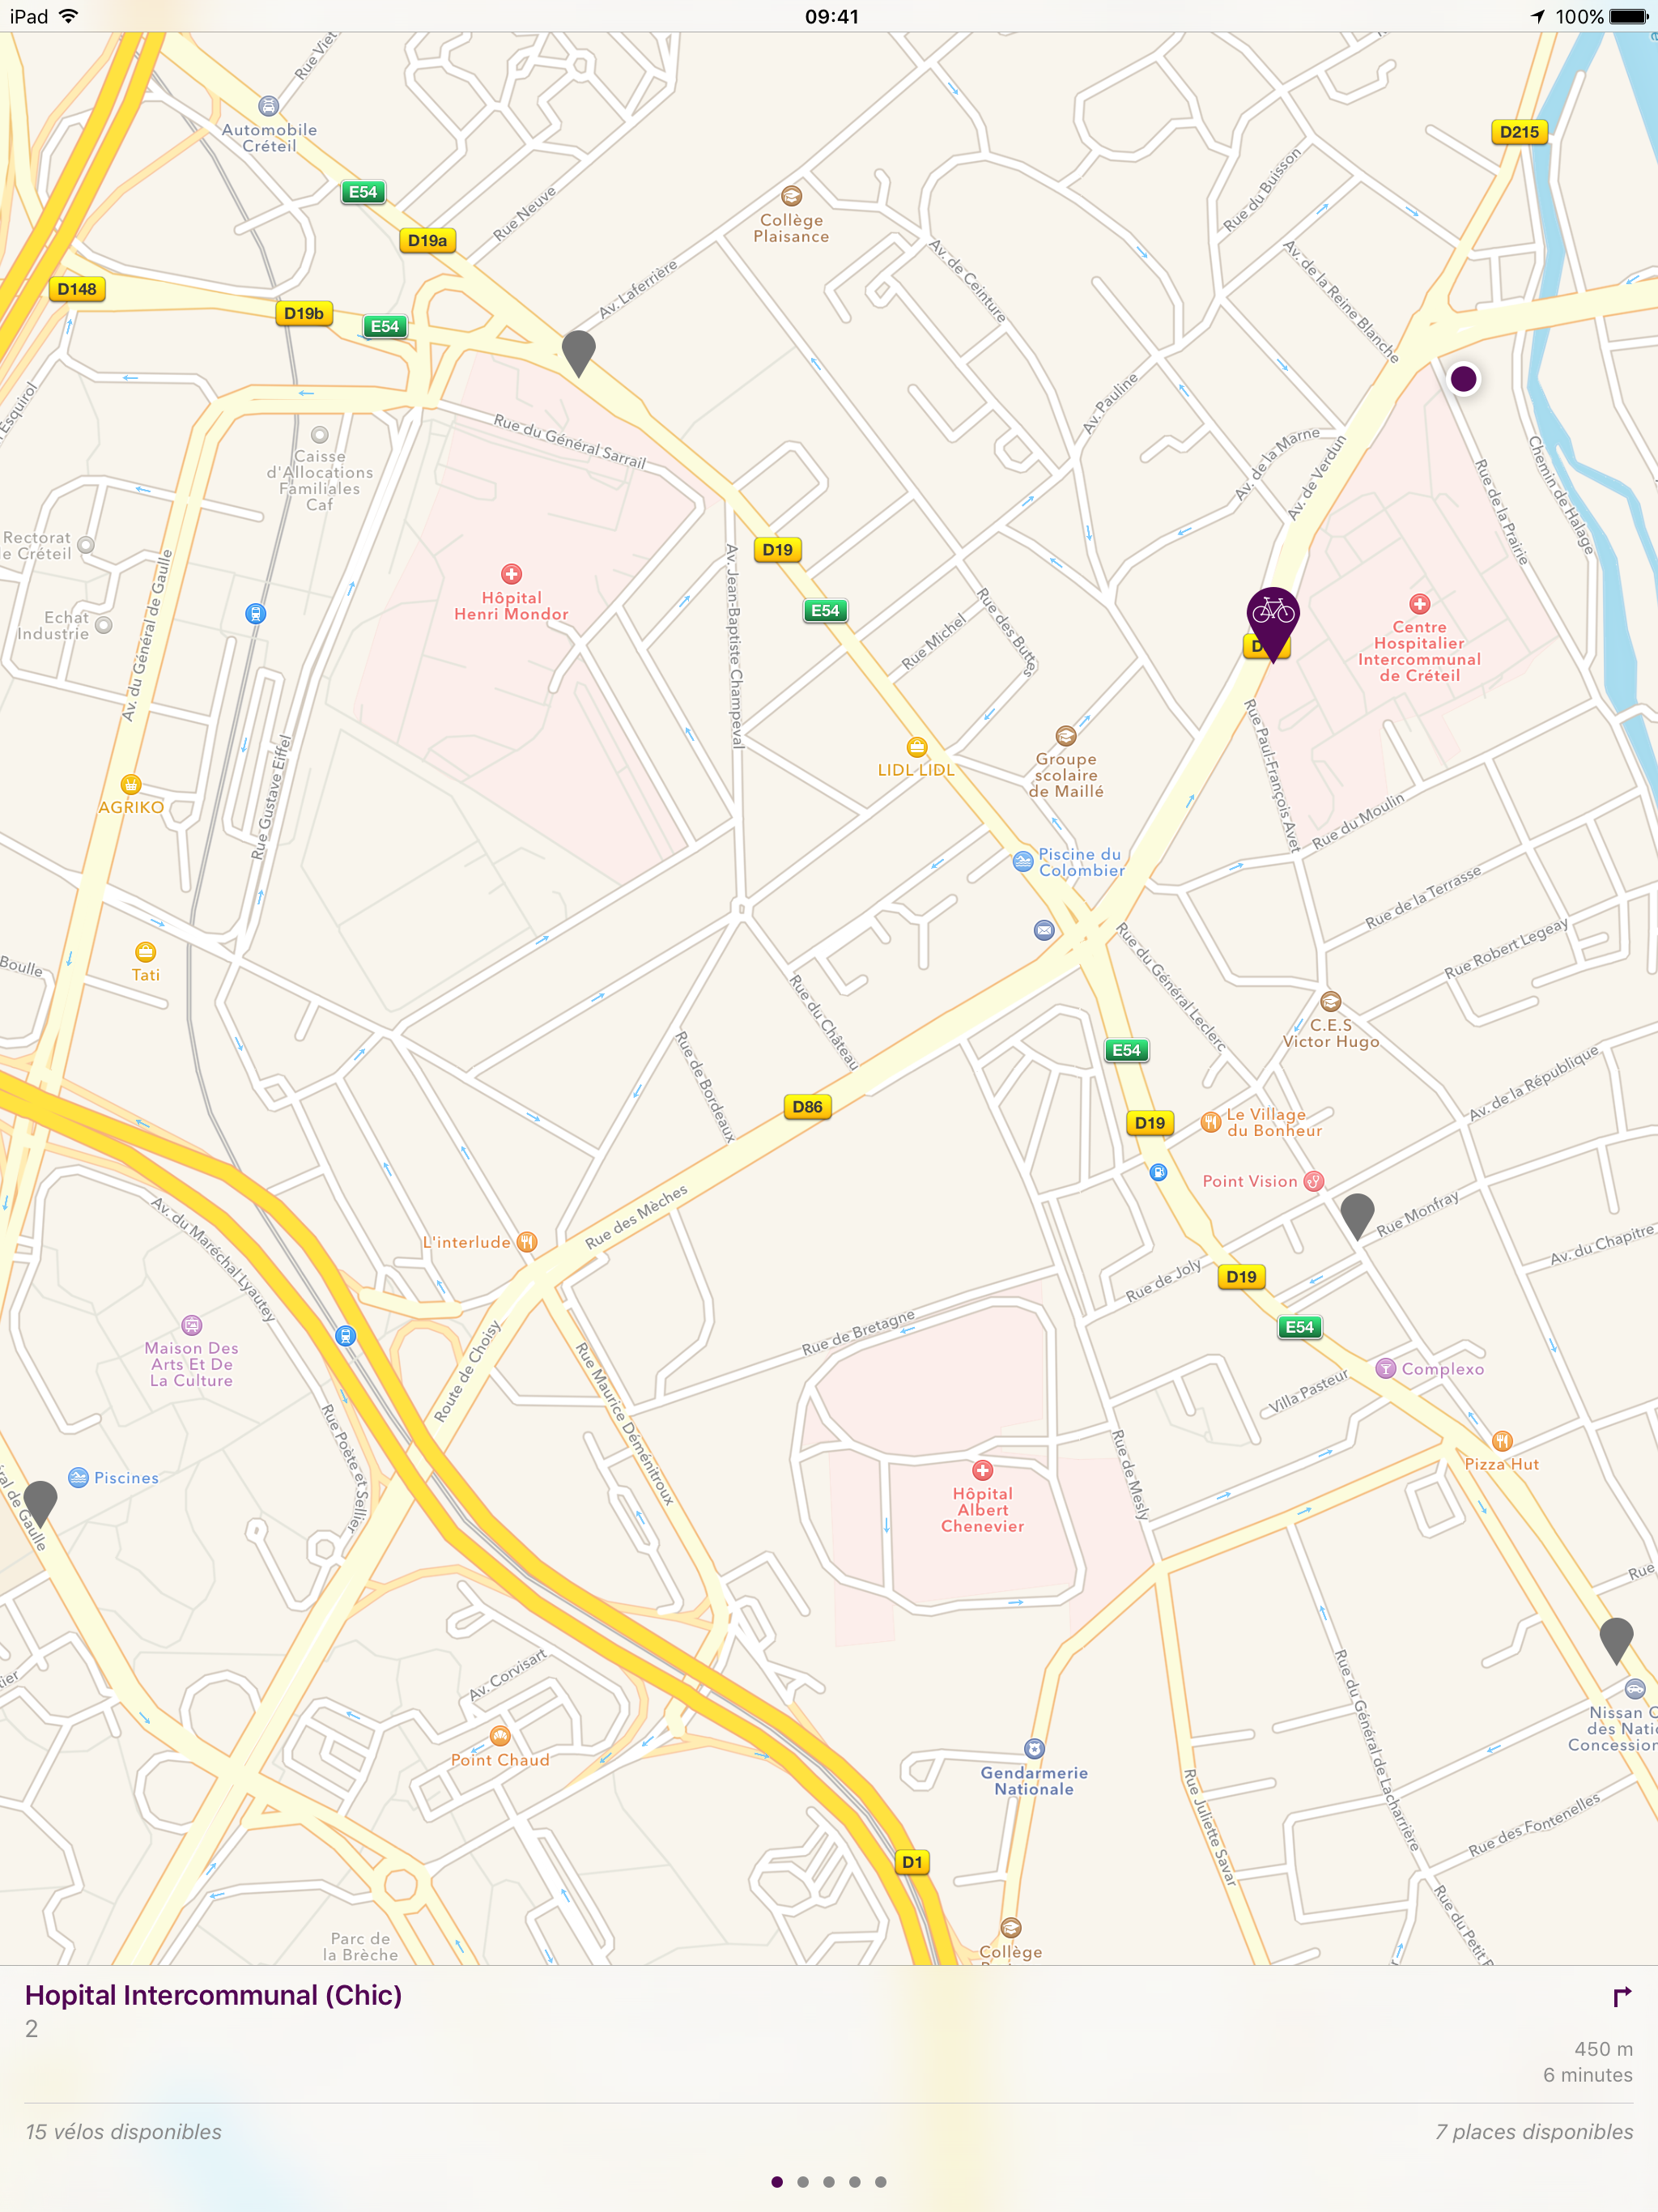 iPad
09:41
100%
Rue Viet
Automobile
Créteil
D215
E54
Collège
Plaisance
Rue du Buisson
Rue Neuve
D19a
Av. de Ceinture
Av. de la Reine Blanche
Av. Laferrière
D148
D19b
E54
Esquirol
Av. Pauline
Rue du Général Sarrail
Caisse
d'Allocations
Familiales
Caf
Av. de la Marne
Av. de Verdun
Rue de la Prairie
Chemin de Halage
Rectorat
de Créteil
D19
Av. du Général de Gaulle
Av. Jean-Baptiste Champeval
Hôpital
Henri Mondor
E54
Echat
Industrie
Rue Michel
Rue des Buttes
Centre
Hospitalier
Intercommunal
de Créteil
Rue Paul-François Avet
Rue Gustave Eiffel
LIDL LIDL
Groupe
scolaire
de Maillé
AGRIKO
Rue du Moulin
Piscine du
Colombier
Rue de la Terrasse
Tati
Boulle
Rue du Général Leclerc
Rue Robert Legeay
Rue du Château
C.E.S
Victor Hugo
Rue de Bordeaux
E54
Av. de la République
D86
D19
Le Village
du Bonheur
Point Vision
Rue Monfray
Rue des Mèches
Av. du Maréchal Lyautey
L'interlude
Av. du Chapitre
Rue de Joly
D19
Maison Des
Arts Et De
La Culture
Rue de Bretagne
E54
Route de Choisy
Rue Maurice Déménitroux
Complexo
Villa Pasteur
Rue Poète et Sellier
Rue de Mesly
Pizza Hut
Piscines
éral de Gaulle
Hôpital
Albert
Chenevier
Rue
Av. Corvisart
Rue du Général de Lacharrière
Nissan C
des Natio
Concession
Point Chaud
Gendarmerie
Nationale
Rue Juliette Savar
Rue des Fontenelles
D1
Parc de
la Brèche
Collège
Rue du Petit
Hopital Intercommunal (Chic)
2
450 m
6 minutes
15 vélos disponibles
7 places disponibles